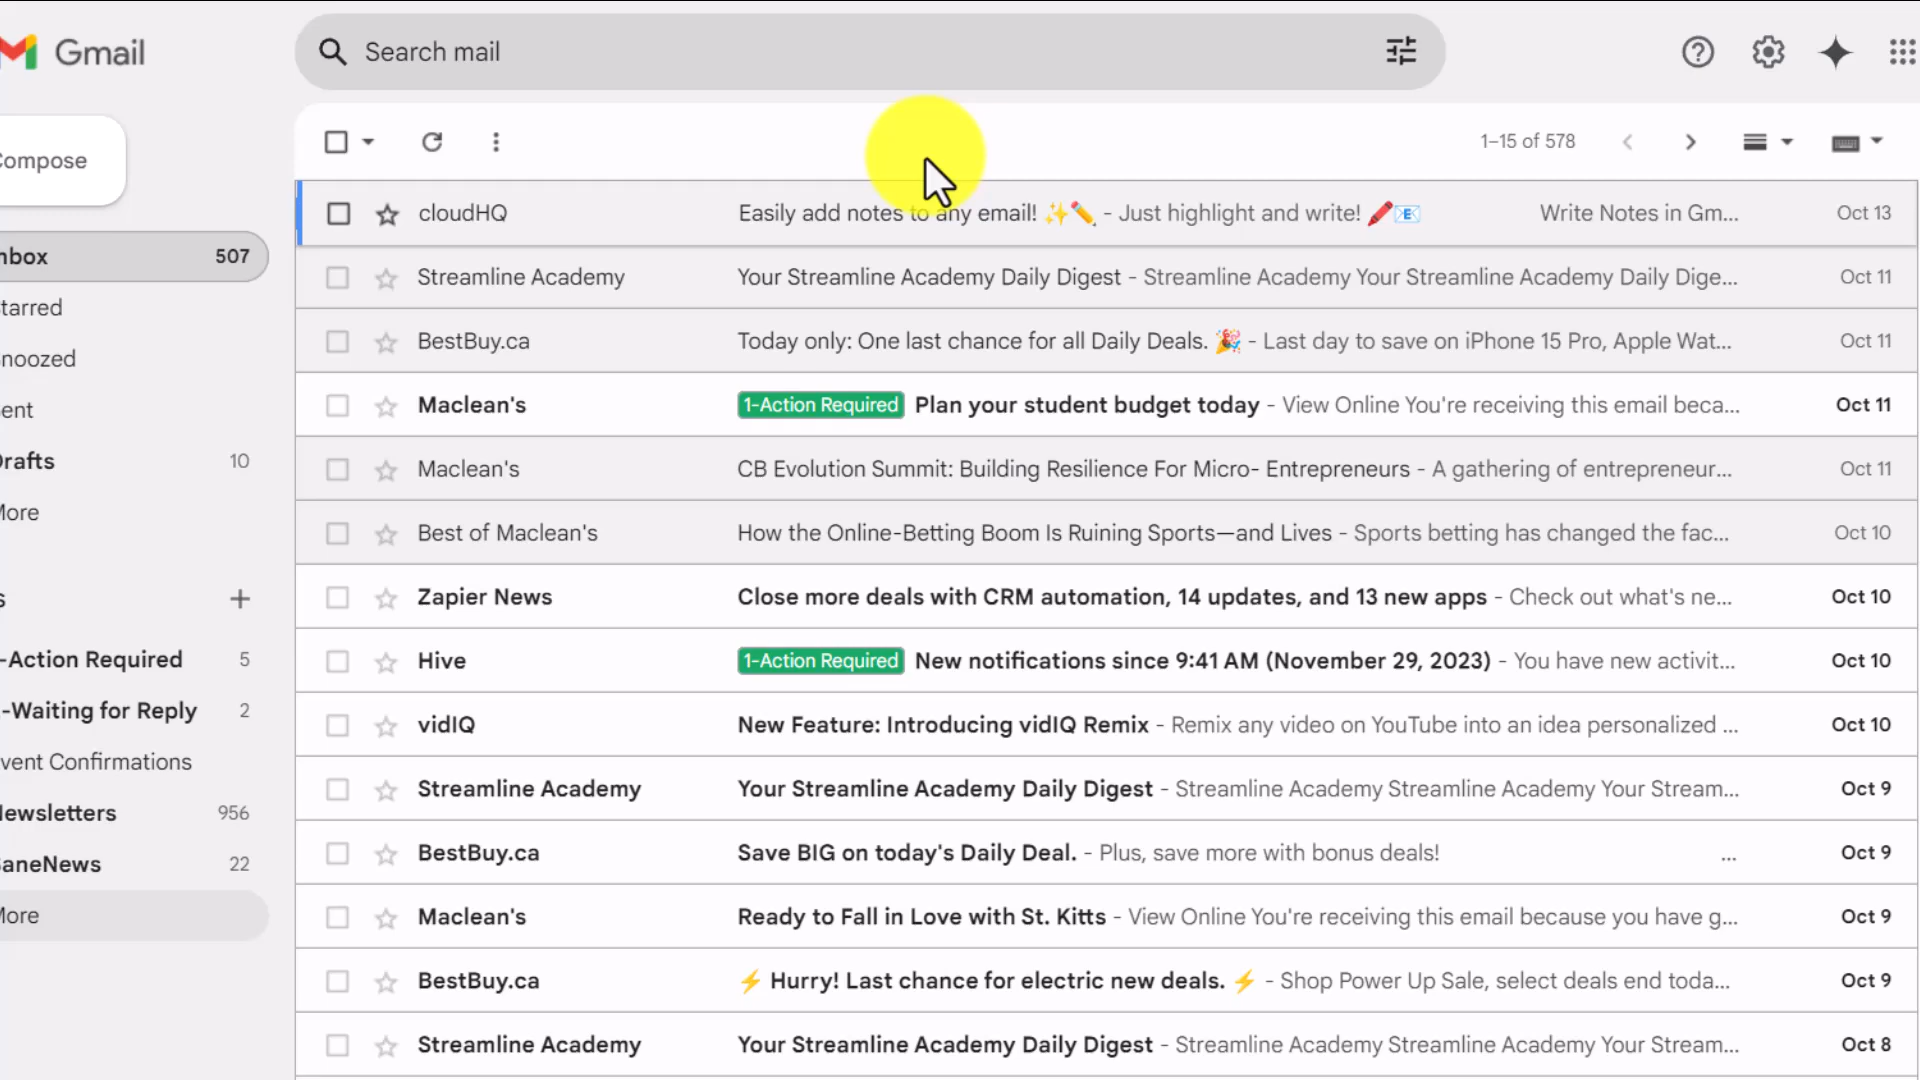 Gmail
Search mail
Compose
1–15 of 578
cloudHQ Easily add notes to any email! ✨✏️ - Just highlight and write! 🖍️📧 Write Notes in Gm... Oct 13
nbox 507
Streamline Academy Your Streamline Academy Daily Digest - Streamline Academy Your Streamline Academy Daily Dige... Oct 11
tarred
BestBuy.ca Today only: One last chance for all Daily Deals. 🎉 - Last day to save on iPhone 15 Pro, Apple Wat... Oct 11
noozed
Maclean's 1-Action Required Plan your student budget today - View Online You're receiving this email beca... Oct 11
ent
Drafts 10
Maclean's CB Evolution Summit: Building Resilience For Micro- Entrepreneurs - A gathering of entrepreneur... Oct 11
More
Best of Maclean's How the Online-Betting Boom Is Ruining Sports—and Lives - Sports betting has changed the fac... Oct 10
s +
Zapier News Close more deals with CRM automation, 14 updates, and 13 new apps - Check out what's ne... Oct 10
-Action Required 5
Hive 1-Action Required New notifications since 9:41 AM (November 29, 2023) - You have new activit... Oct 10
-Waiting for Reply 2
vidIQ New Feature: Introducing vidIQ Remix - Remix any video on YouTube into an idea personalized ... Oct 10
vent Confirmations
Streamline Academy Your Streamline Academy Daily Digest - Streamline Academy Streamline Academy Your Stream... Oct 9
Newsletters 956
BestBuy.ca Save BIG on today's Daily Deal. - Plus, save more with bonus deals! ... Oct 9
SaneNews 22
Maclean's Ready to Fall in Love with St. Kitts - View Online You're receiving this email because you have g... Oct 9
More
BestBuy.ca ⚡ Hurry! Last chance for electric new deals. ⚡ - Shop Power Up Sale, select deals end toda... Oct 9
Streamline Academy Your Streamline Academy Daily Digest - Streamline Academy Streamline Academy Your Stream... Oct 8